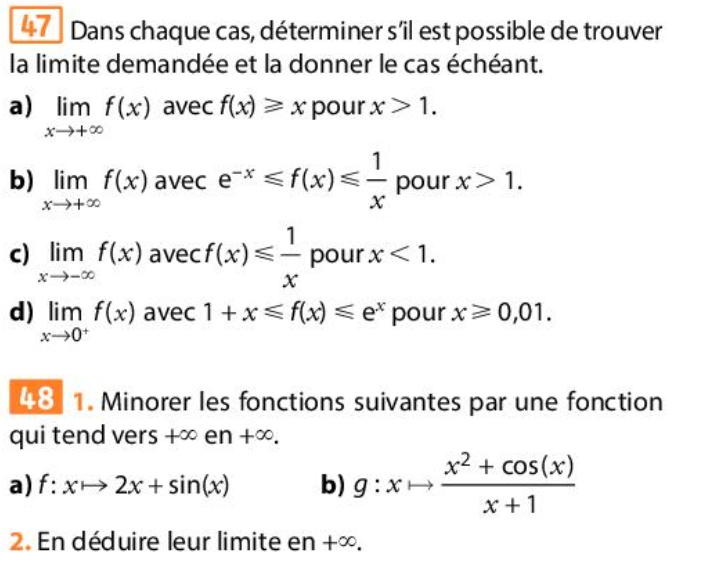 47 Dans chaque cas, déterminer s'il est possible de trouver
la limite demandée et la donner le cas échéant.
a) lim f(x) avec f(x) ⩾ x pour x > 1.
x→+∞
b) lim f(x) avec e⁻ˣ ⩽ f(x) ⩽ 1/x pour x > 1.
x→+∞
c) lim f(x) avec f(x) ⩽ 1/x pour x < 1.
x→−∞
d) lim f(x) avec 1 + x ⩽ f(x) ⩽ eˣ pour x ⩾ 0,01.
x→0⁺
48 1. Minorer les fonctions suivantes par une fonction
qui tend vers +∞ en +∞.
a) f : x ↦ 2x + sin(x) b) g : x ↦ (x² + cos(x))/(x + 1)
2. En déduire leur limite en +∞.